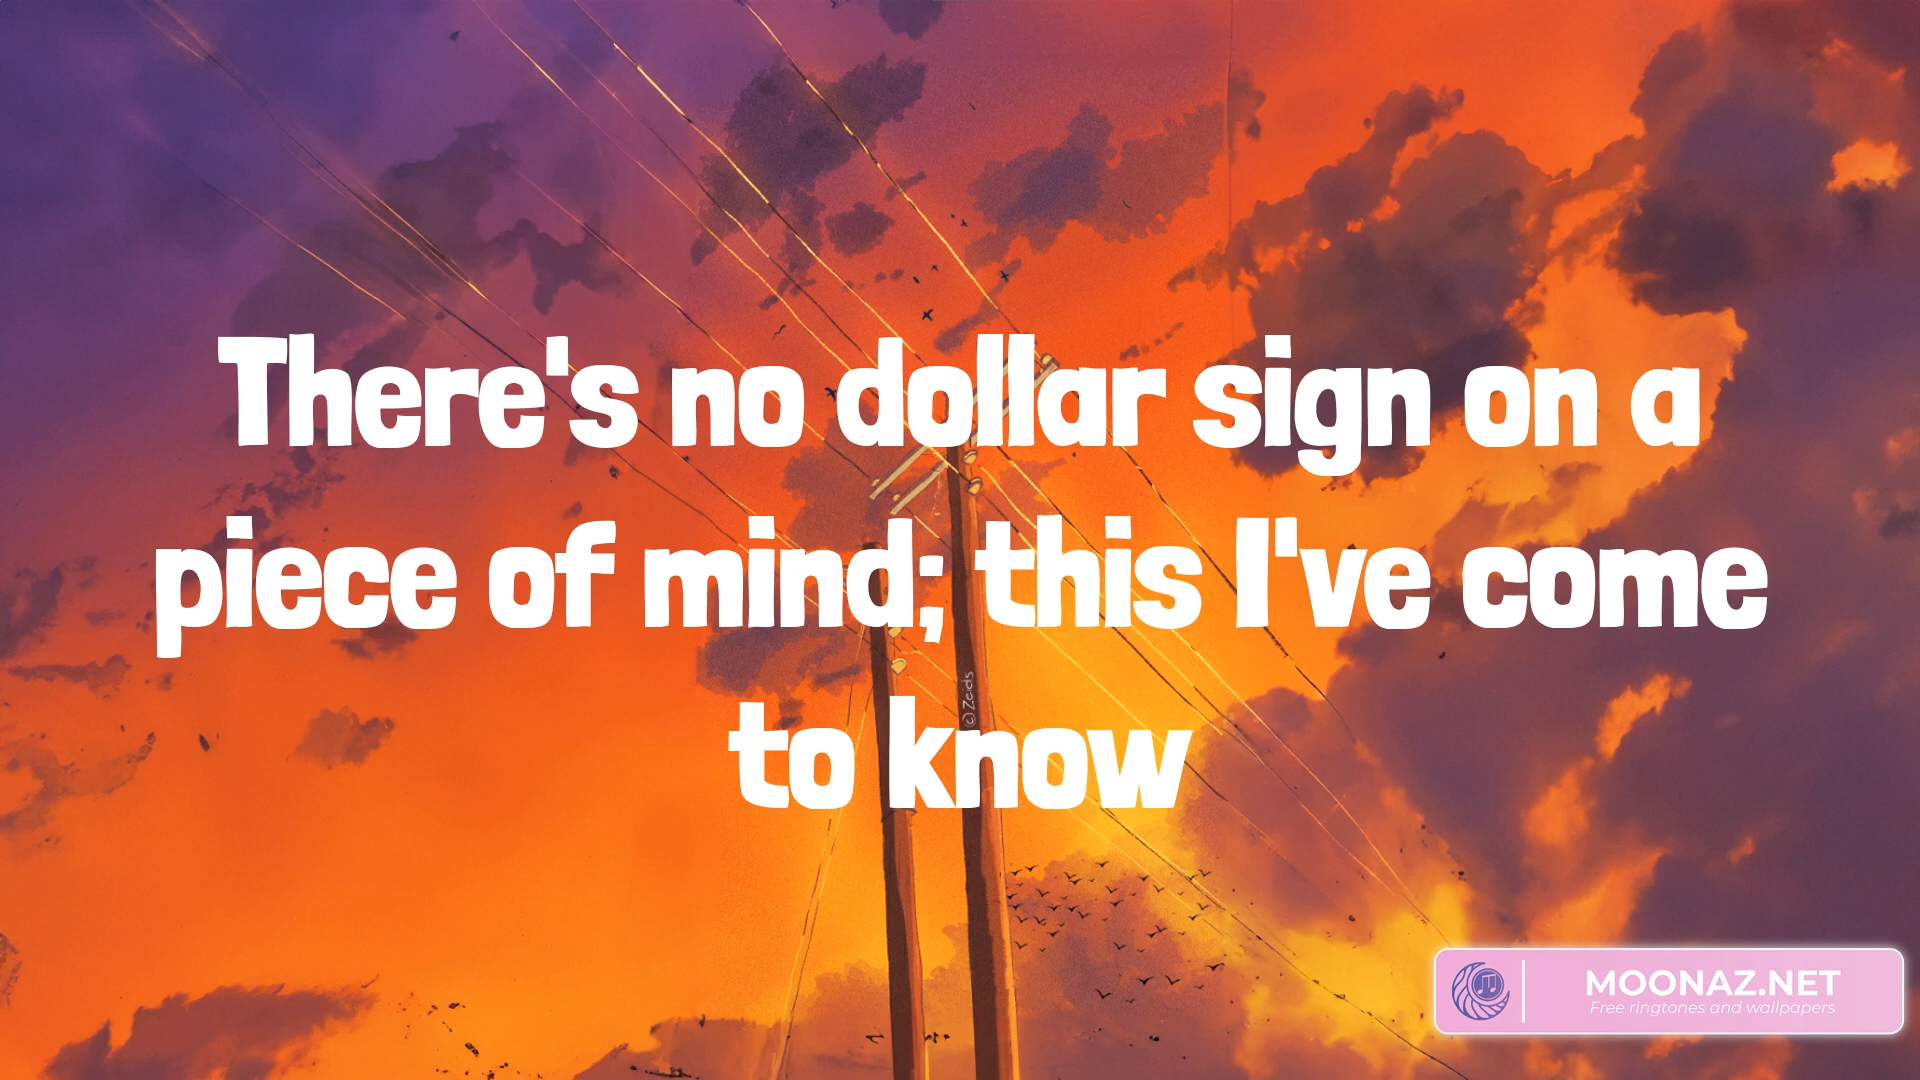 There's no dollar sign on a
piece of mind; this I've come
to know
(c) Zaids
MOONAZ.NET
Free ringtones and wallpapers